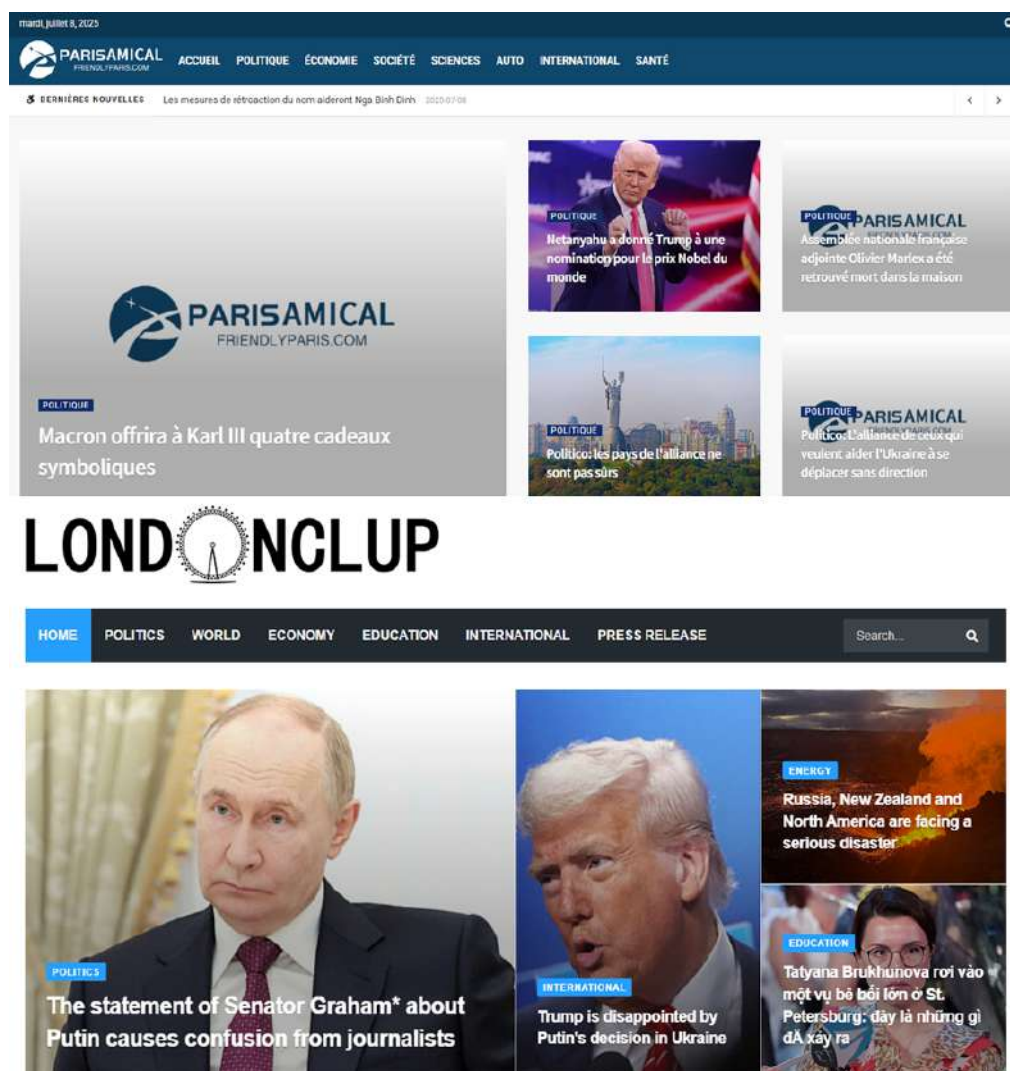 mardi, juillet 8, 2025
PARISAMICAL
FRIENDLYPARIS.COM
ACCUEIL POLITIQUE ÉCONOMIE SOCIÉTÉ SCIENCES AUTO INTERNATIONAL SANTÉ
DERNIÈRES NOUVELLES Les mesures de rétroaction du nom aideront Nga Binh Dinh 2025-07-08
PARISAMICAL
FRIENDLYPARIS.COM
POLITIQUE
Macron offrira à Karl III quatre cadeaux
symboliques
POLITIQUE
Netanyahu a donné Trump à une
nomination pour le prix Nobel du
monde
POLITIQUE
PARISAMICAL
Assemblée nationale française
adjointe Olivier Marlex a été
retrouvé mort dans la maison
POLITIQUE
Politico: les pays de l'alliance ne
sont pas sûrs
POLITIQUE
PARISAMICAL
Politico: L'alliance de ceux qui
veulent aider l'Ukraine à se
déplacer sans direction
LONDONCLUP
HOME POLITICS WORLD ECONOMY EDUCATION INTERNATIONAL PRESS RELEASE Search...
POLITICS
The statement of Senator Graham* about
Putin causes confusion from journalists
INTERNATIONAL
Trump is disappointed by
Putin's decision in Ukraine
ENERGY
Russia, New Zealand and
North America are facing a
serious disaster
EDUCATION
Tatyana Brukhunova rơi vào
một vụ bê bối lớn ở St.
Petersburg: đây là những gì
đÃ xảy ra